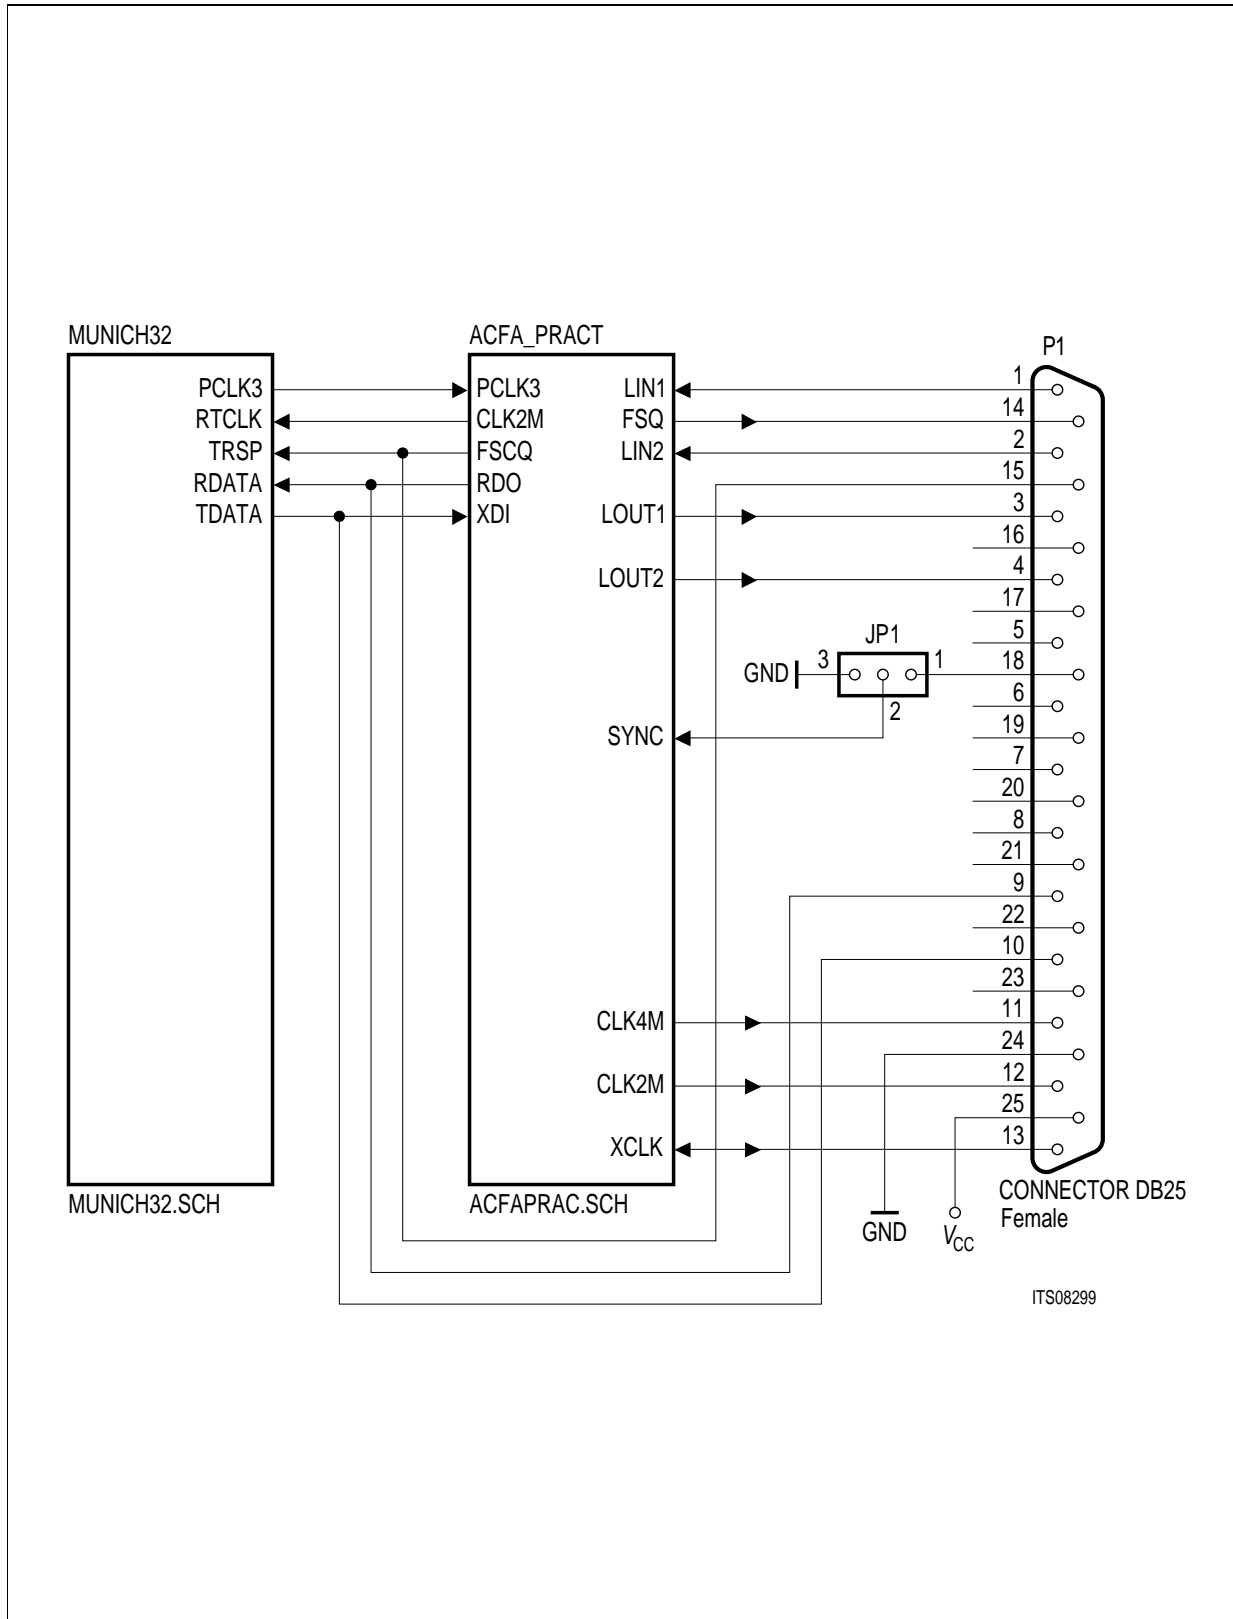 MUNICH32
PCLK3
RTCLK
TRSP
RDATA
TDATA
MUNICH32.SCH
ACFA_PRACT
PCLK3
CLK2M
FSCQ
RDO
XDI
LIN1
FSQ
LIN2
LOUT1
LOUT2
SYNC
CLK4M
CLK2M
XCLK
ACFAPRAC.SCH
JP1
GND
3
1
2
P1
1
14
2
15
3
16
4
17
5
18
6
19
7
20
8
21
9
22
10
23
11
24
12
25
13
GND
VCC
CONNECTOR DB25
Female
ITS08299